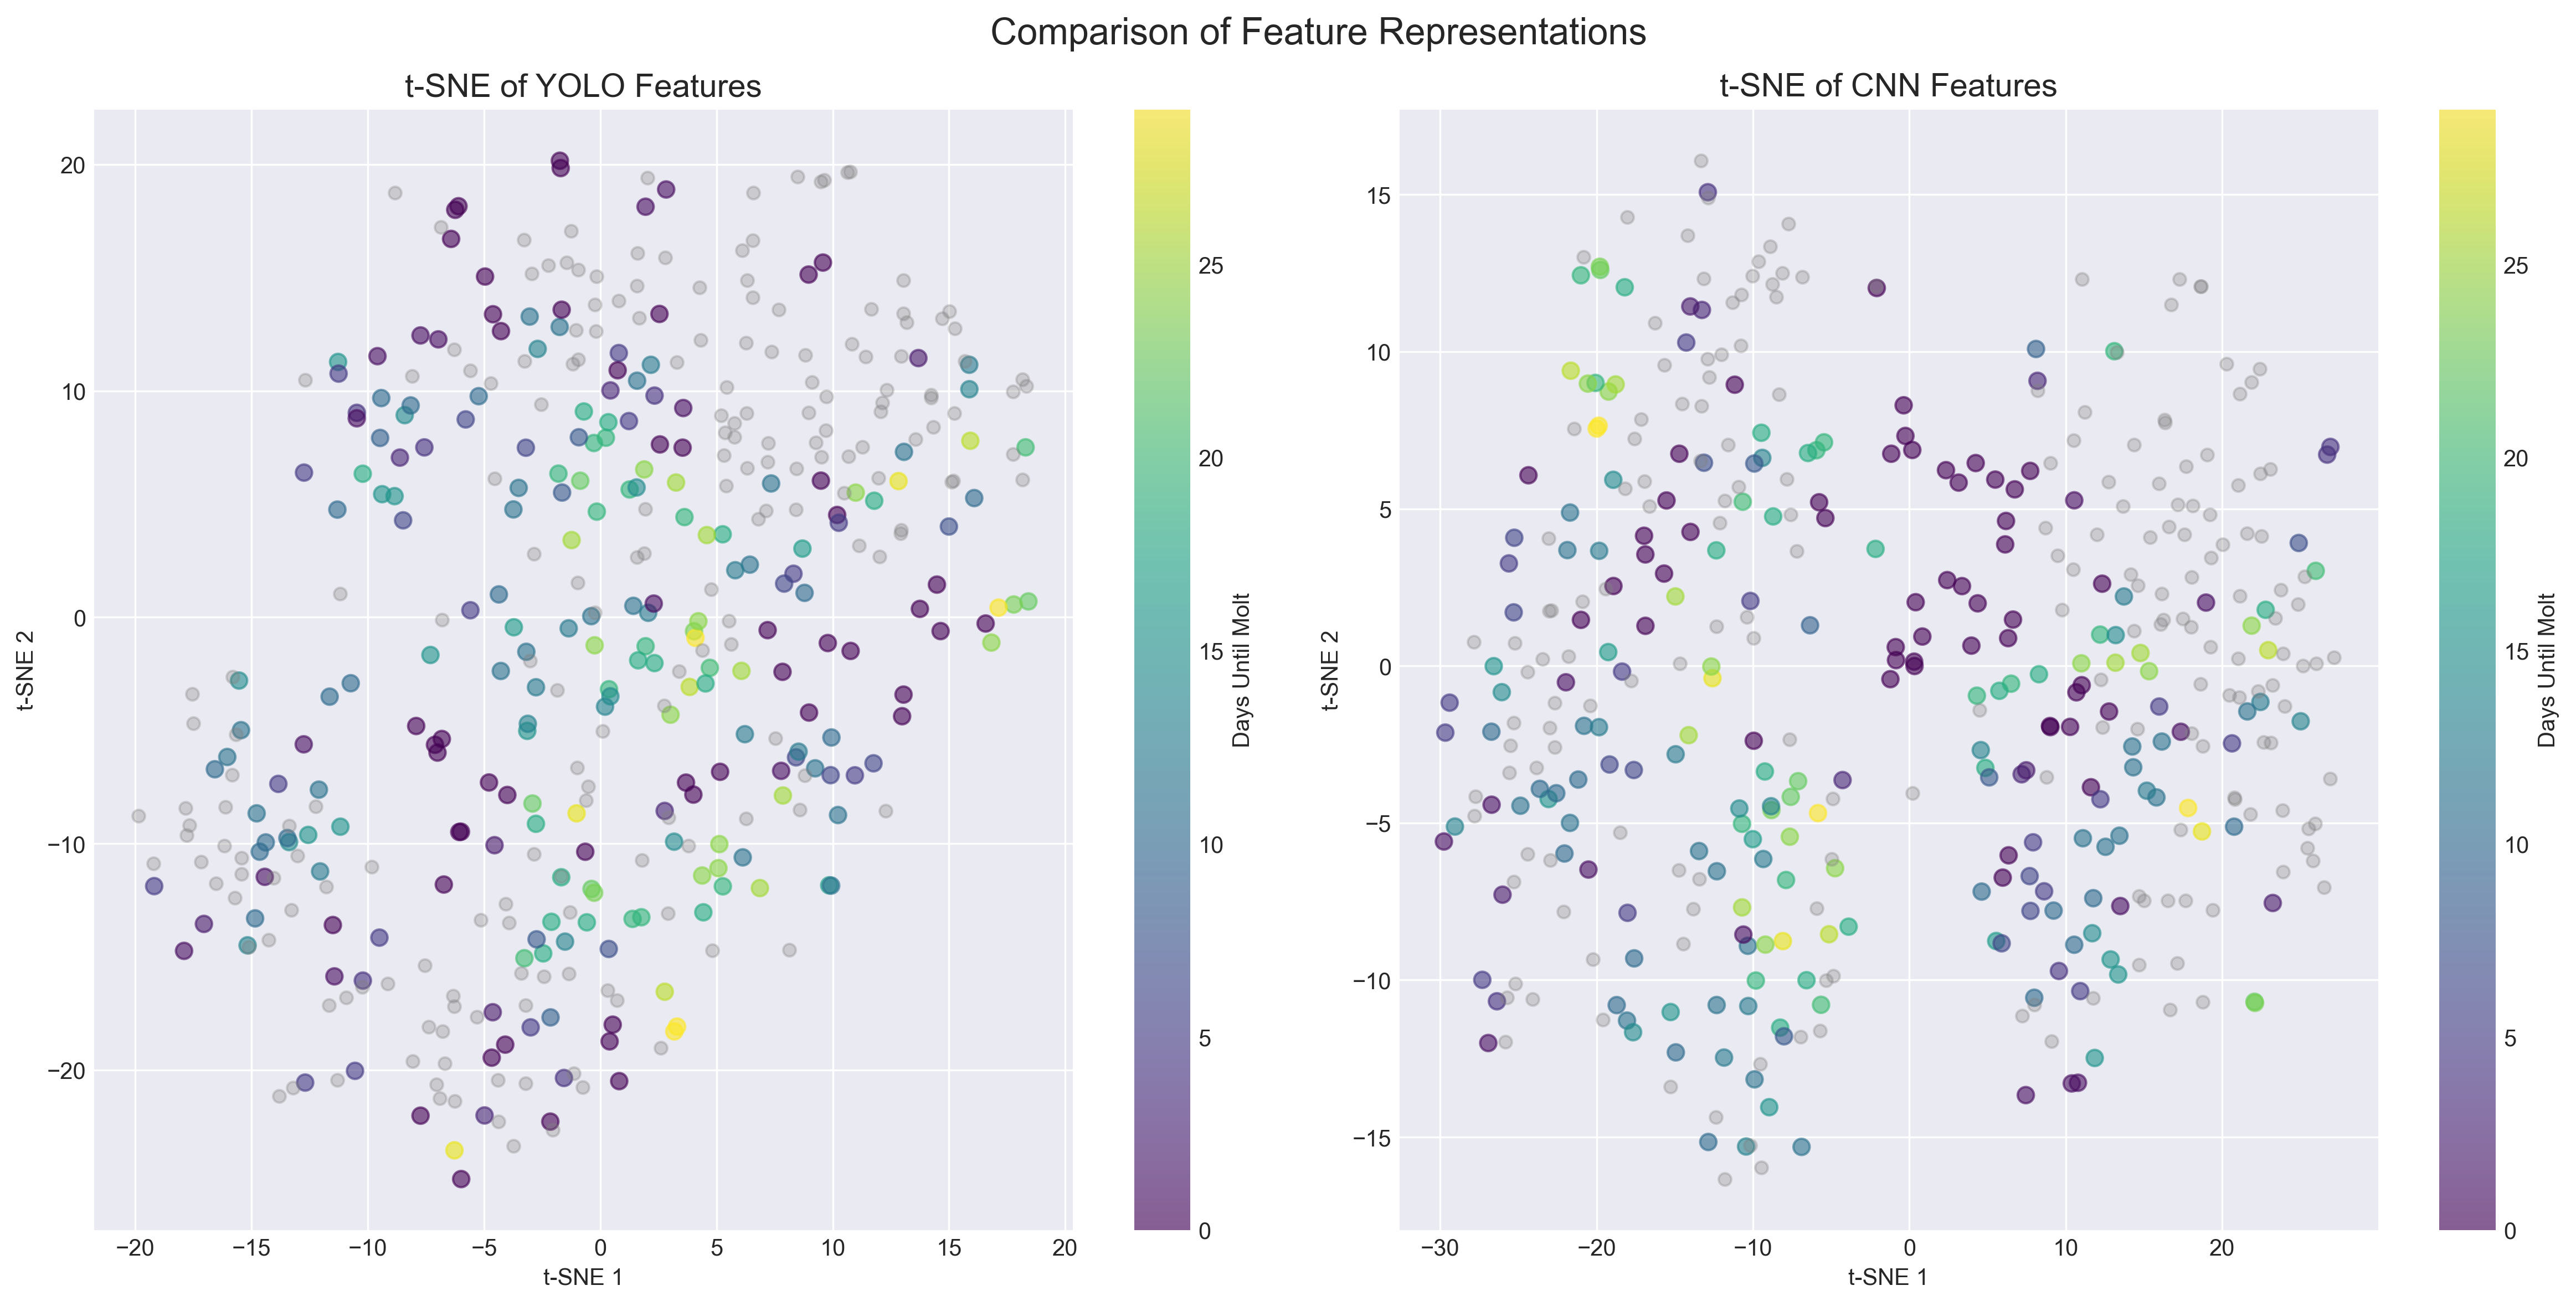 Comparison of Feature Representations
t-SNE of YOLO Features
20
10
0
−10
−20
t-SNE 2
−20 −15 −10 −5 0 5 10 15 20
t-SNE 1
25
20
15
10
5
0
Days Until Molt
t-SNE of CNN Features
15
10
5
0
−5
−10
−15
t-SNE 2
−30 −20 −10 0 10 20
t-SNE 1
25
20
15
10
5
0
Days Until Molt